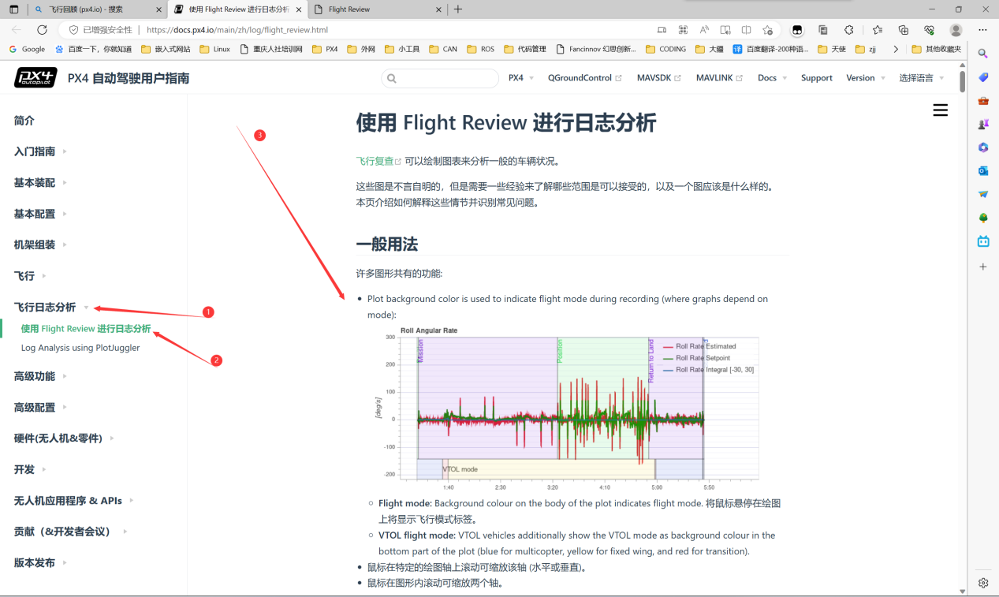 飞行回顾 (px4.io) - 搜索
使用 Flight Review 进行日志分析
Flight Review
已增强安全性
https://docs.px4.io/main/zh/log/flight_review.html
Google
百度一下，你就知道
嵌入式网站
Linux
重庆人社培训网
PX4
外网
小工具
CAN
ROS
代码管理
Fancinnov 幻思创新...
CODING
大疆
百度翻译-200种语...
天使
zjj
其他收藏夹
PX4 autopilot
PX4 自动驾驶用户指南
PX4
QGroundControl
MAVSDK
MAVLINK
Docs
Support
Version
选择语言
简介
入门指南
基本装配
基本配置
机架组装
飞行
飞行日志分析
使用 Flight Review 进行日志分析
Log Analysis using PlotJuggler
高级功能
高级配置
硬件(无人机&零件)
开发
无人机应用程序 & APIs
贡献（&开发者会议）
版本发布
1
2
3
使用 Flight Review 进行日志分析
飞行复查 可以绘制图表来分析一般的车辆状况。
这些图是不言自明的，但是需要一些经验来了解哪些范围是可以接受的，以及一个图应该是什么样的。
本页介绍如何解释这些情节并识别常见问题。
一般用法
许多图形共有的功能:
Plot background color is used to indicate flight mode during recording (where graphs depend on
mode):
Roll Angular Rate
300
200
100
0
-100
-200
[deg/s]
Mission
Position
Return to Land
Roll Rate Estimated
Roll Rate Setpoint
Roll Rate Integral [-30, 30]
VTOL mode
1:40
2:30
3:20
4:10
5:00
5:50
Flight mode: Background colour on the body of the plot indicates flight mode. 将鼠标悬停在绘图
上将显示飞行模式标签。
VTOL flight mode: VTOL vehicles additionally show the VTOL mode as background colour in the
bottom part of the plot (blue for multicopter, yellow for fixed wing, and red for transition).
鼠标在特定的绘图轴上滚动可缩放该轴 (水平或垂直)。
鼠标在图形内滚动可缩放两个轴。